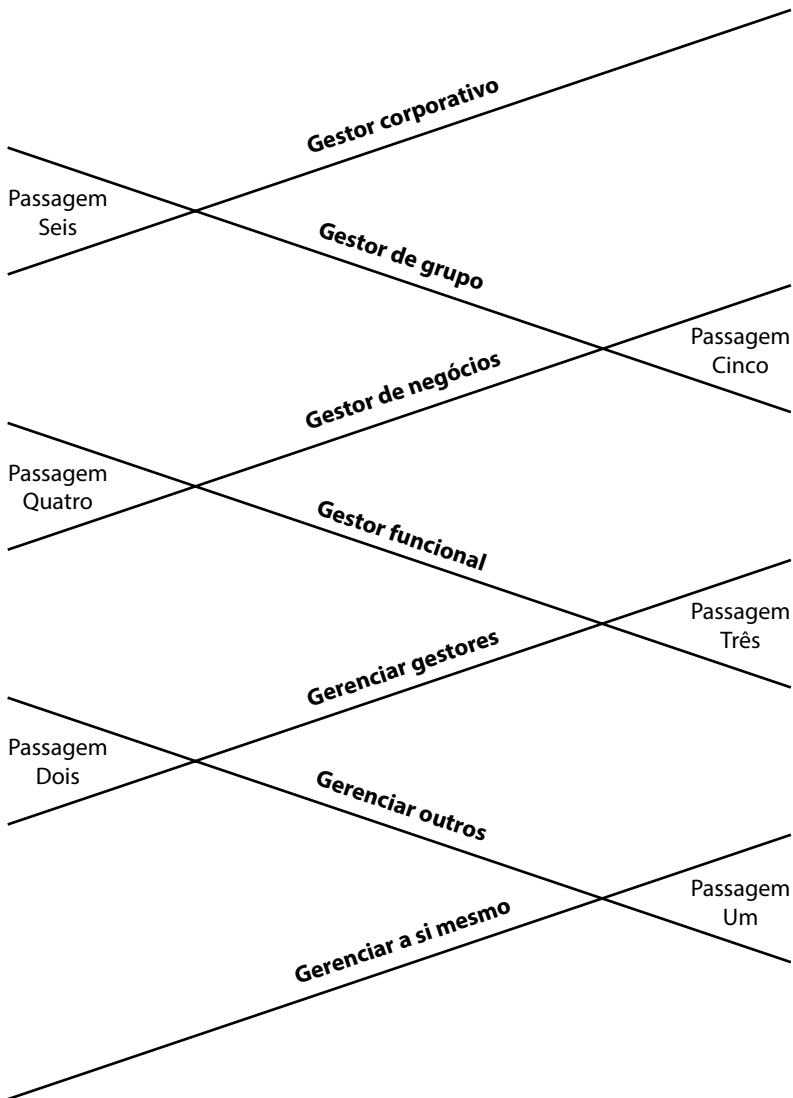 Gestor corporativo
Passagem
Seis
Gestor de grupo
Passagem
Cinco
Gestor de negócios
Passagem
Quatro
Gestor funcional
Passagem
Três
Gerenciar gestores
Passagem
Dois
Gerenciar outros
Passagem
Um
Gerenciar a si mesmo